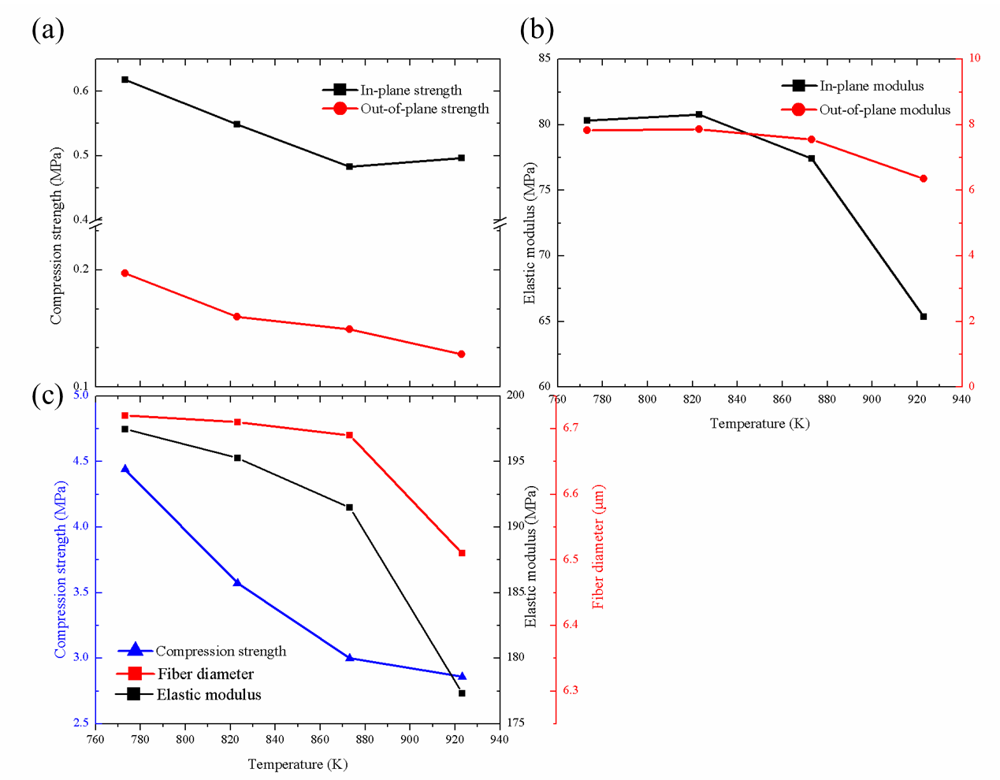 (a)
In-plane strength
Out-of-plane strength
0.6
0.5
0.4
0.2
0.1
Compression strength (MPa)
(b)
In-plane modulus
Out-of-plane modulus
85
80
75
70
65
60
Elastic modulus (MPa)
10
8
6
4
2
0
760 780 800 820 840 860 880 900 920 940
Temperature (K)
(c)
5.0
4.5
4.0
3.5
3.0
2.5
Compression strength (MPa)
Compression strength
Fiber diameter
Elastic modulus
200
195
190
185
180
175
Elastic modulus (MPa)
6.7
6.6
6.5
6.4
6.3
Fiber diameter (μm)
760 780 800 820 840 860 880 900 920 940
Temperature (K)